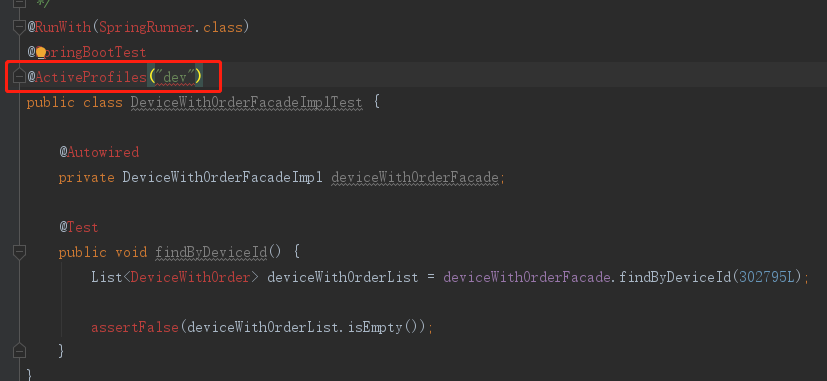 */
@RunWith(SpringRunner.class)
@SpringBootTest
@ActiveProfiles("dev")
public class DeviceWithOrderFacadeImplTest {
@Autowired
private DeviceWithOrderFacadeImpl deviceWithOrderFacade;
@Test
public void findByDeviceId() {
List<DeviceWithOrder> deviceWithOrderList = deviceWithOrderFacade.findByDeviceId(302795L);
assertFalse(deviceWithOrderList.isEmpty());
}
}